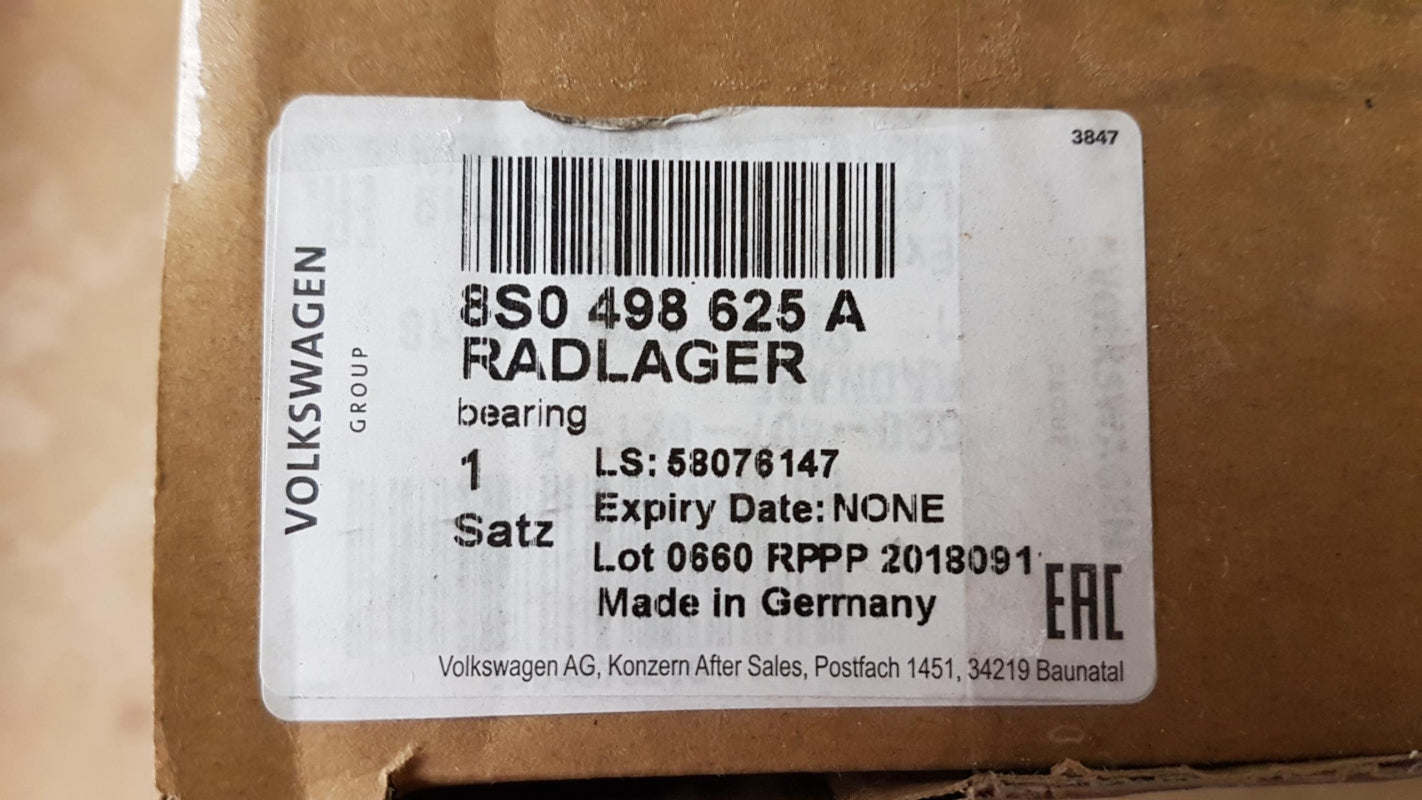 3847
VOLKSWAGEN
GROUP
8S0 498 625 A
RADLAGER
bearing
1
Satz
LS: 58076147
Expiry Date: NONE
Lot 0660 RPPP 2018091
Made in Germany
EAC
Volkswagen AG, Konzern After Sales, Postfach 1451, 34219 Baunatal